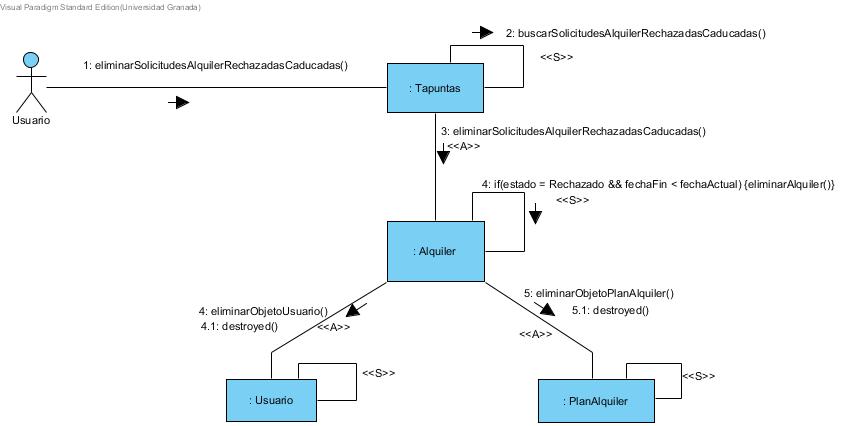 Visual Paradigm Standard Edition(Universidad Granada)
2: buscarSolicitudesAlquilerRechazadasCaducadas()
<<S>>
1: eliminarSolicitudesAlquilerRechazadasCaducadas()
: Tapuntas
Usuario
3: eliminarSolicitudesAlquilerRechazadasCaducadas()
<<A>>
4: if(estado = Rechazado && fechaFin < fechaActual) {eliminarAlquiler()}
<<S>>
: Alquiler
5: eliminarObjetoPlanAlquiler()
5.1: destroyed()
4: eliminarObjetoUsuario()
4.1: destroyed()
<<A>>
<<A>>
<<S>>
<<S>>
: Usuario
: PlanAlquiler